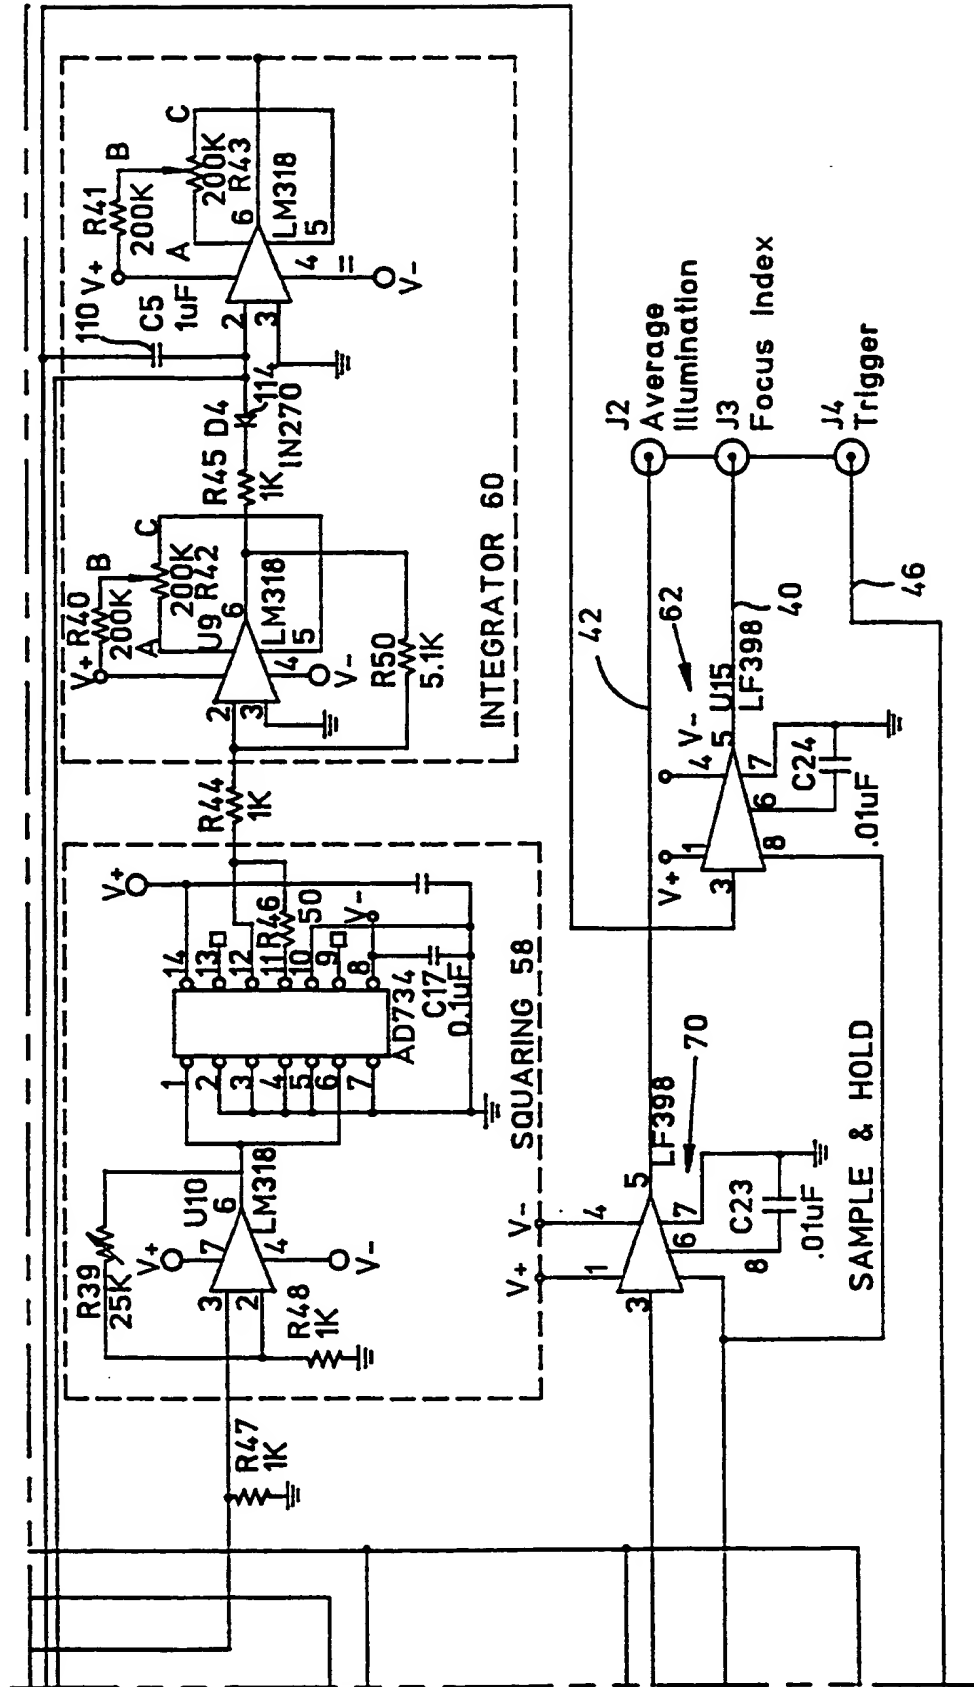 110
V+
R41
200K
B
C
C5
1uF
A
200K
R43
6
LM318
5
2
3
4
=
V-
114
D4
IN270
R45
1K
V+
R40
200K
B
C
A
200K
R42
U9
6
LM318
5
2
3
4
V-
R50
5.1K
INTEGRATOR 60
R44
1K
V+
14
13
12
11
10
9
8
R46
50
V-
C17
0.1uF
AD734
1
2
3
4
5
6
7
SQUARING 58
R39
25K
U10
6
LM318
V+
7
4
V-
3
2
R48
1K
R47
1K
J2
Average
Illumination
J3
Focus Index
J4
Trigger
42
62
40
46
V-
U15
LF398
V+
1
4
5
3
7
6
8
C24
.01uF
LF398
70
V-
V+
1
4
5
3
7
6
8
C23
.01uF
SAMPLE & HOLD